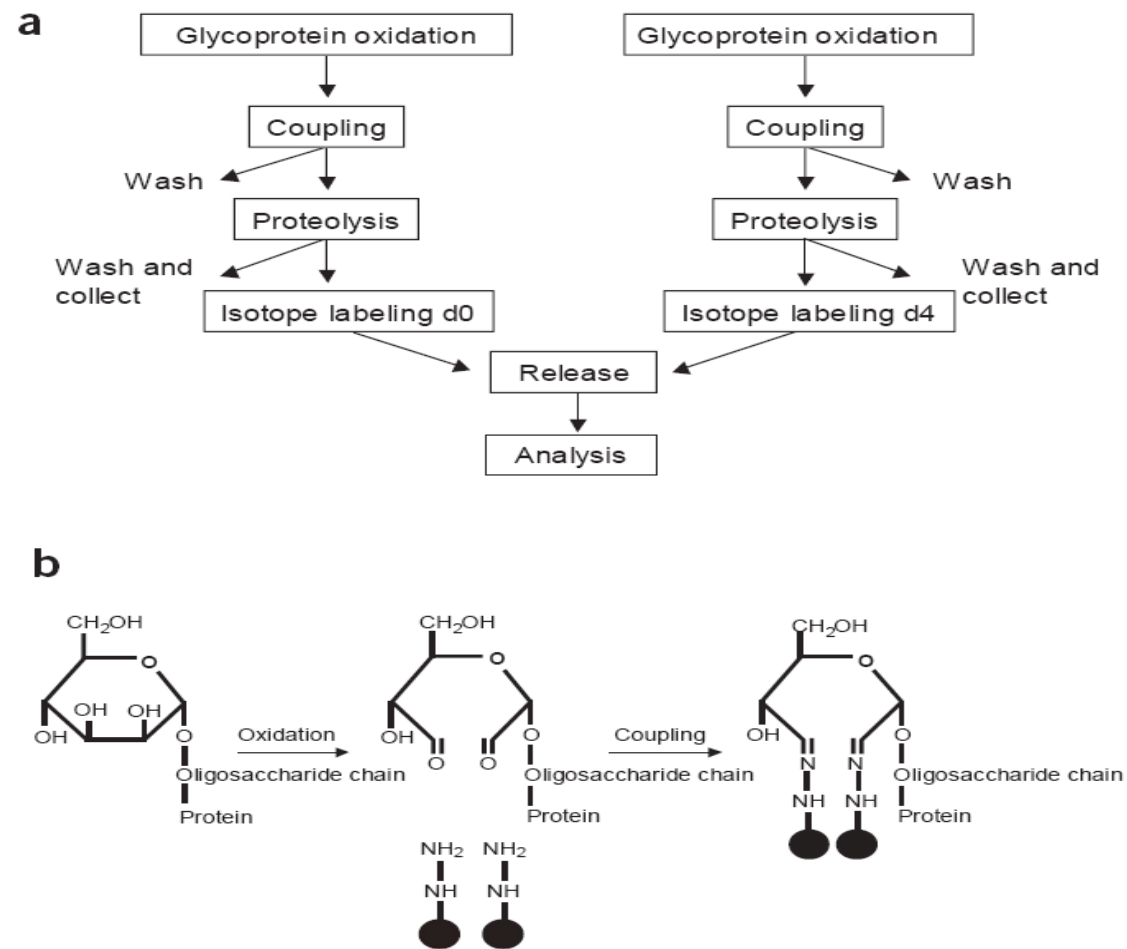 a
Glycoprotein oxidation
Glycoprotein oxidation
Coupling
Coupling
Wash
Wash
Proteolysis
Proteolysis
Wash and
collect
Wash and
collect
Isotope labeling d0
Isotope labeling d4
Release
Analysis
b
CH2OH
O
OH
OH
OH
O
Oligosaccharide chain
Protein
Oxidation
CH2OH
O
OH
O
O
O
Oligosaccharide chain
Protein
NH2
NH2
NH
NH
Coupling
CH2OH
O
OH
N
N
NH
NH
O
Oligosaccharide chain
Protein